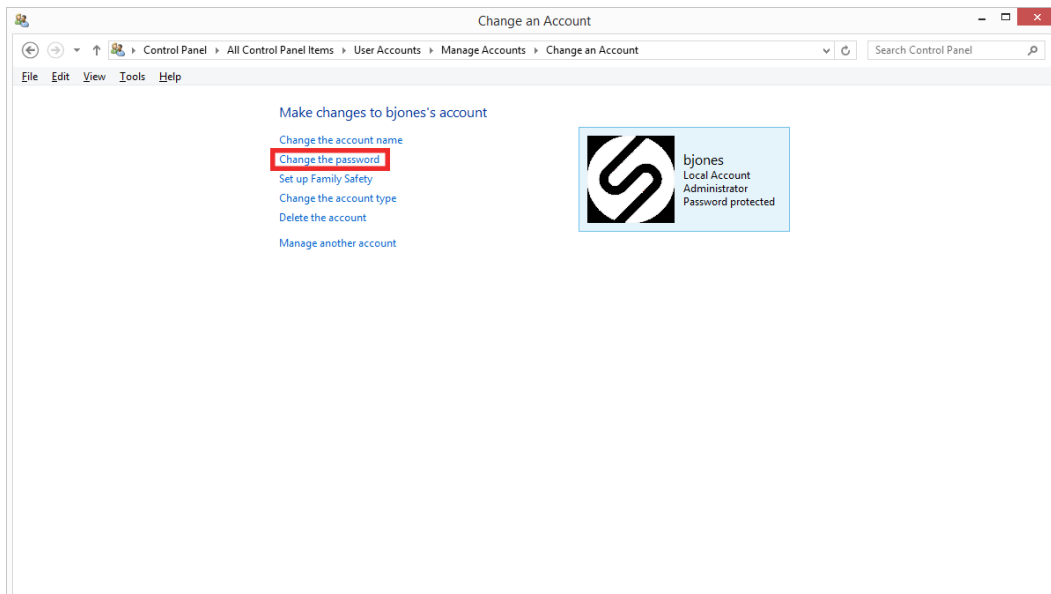 Change an Account
Control Panel All Control Panel Items User Accounts Manage Accounts Change an Account
Search Control Panel
File Edit View Tools Help
Make changes to bjones's account
Change the account name
Change the password
Set up Family Safety
Change the account type
Delete the account
Manage another account
bjones
Local Account
Administrator
Password protected